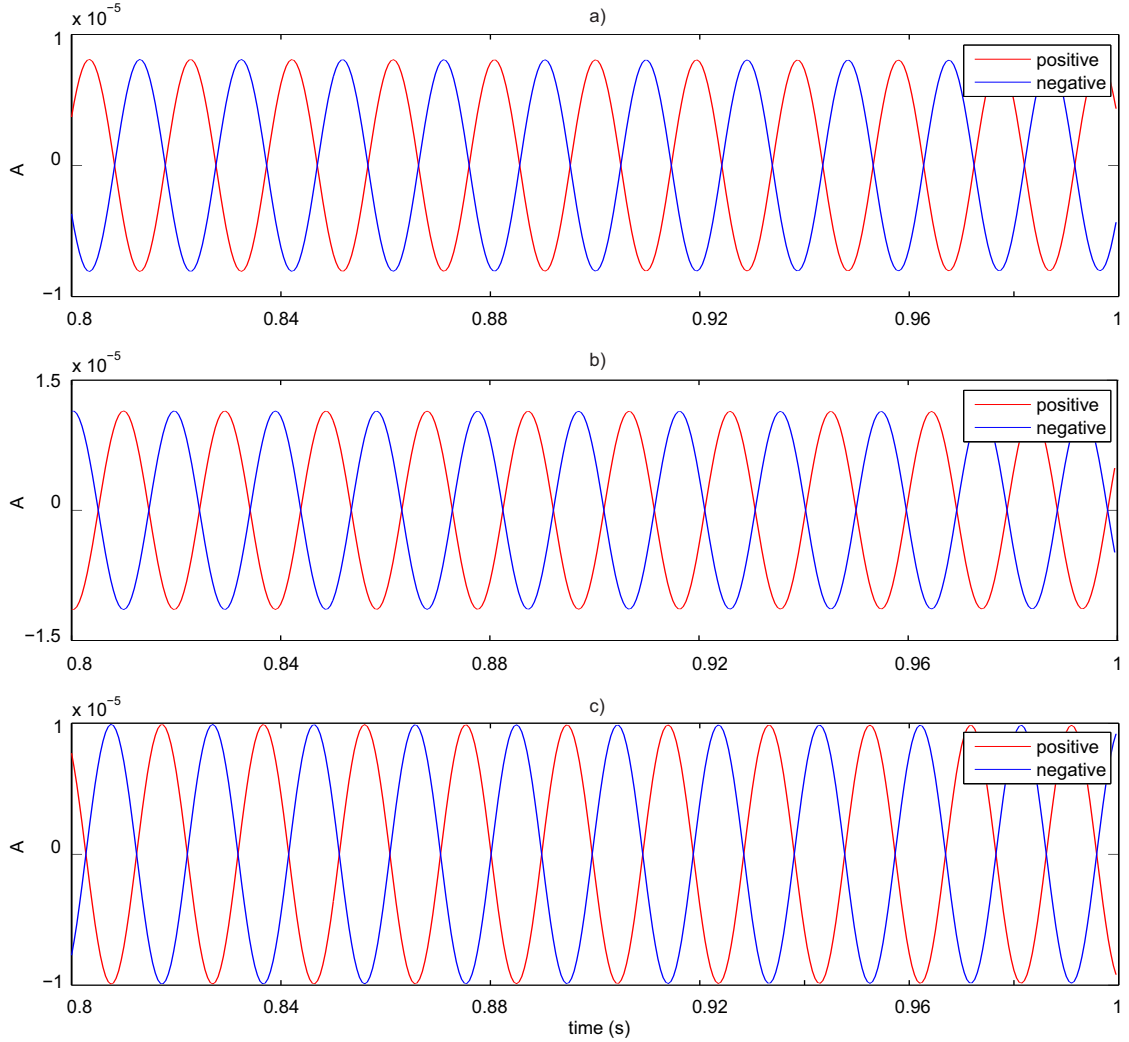 x 10⁻⁵
a)
1
0
−1
A
positive
negative
0.8 0.84 0.88 0.92 0.96 1
x 10⁻⁵
b)
1.5
0
−1.5
A
positive
negative
0.8 0.84 0.88 0.92 0.96 1
x 10⁻⁵
c)
1
0
−1
A
positive
negative
0.8 0.84 0.88 0.92 0.96 1
time (s)